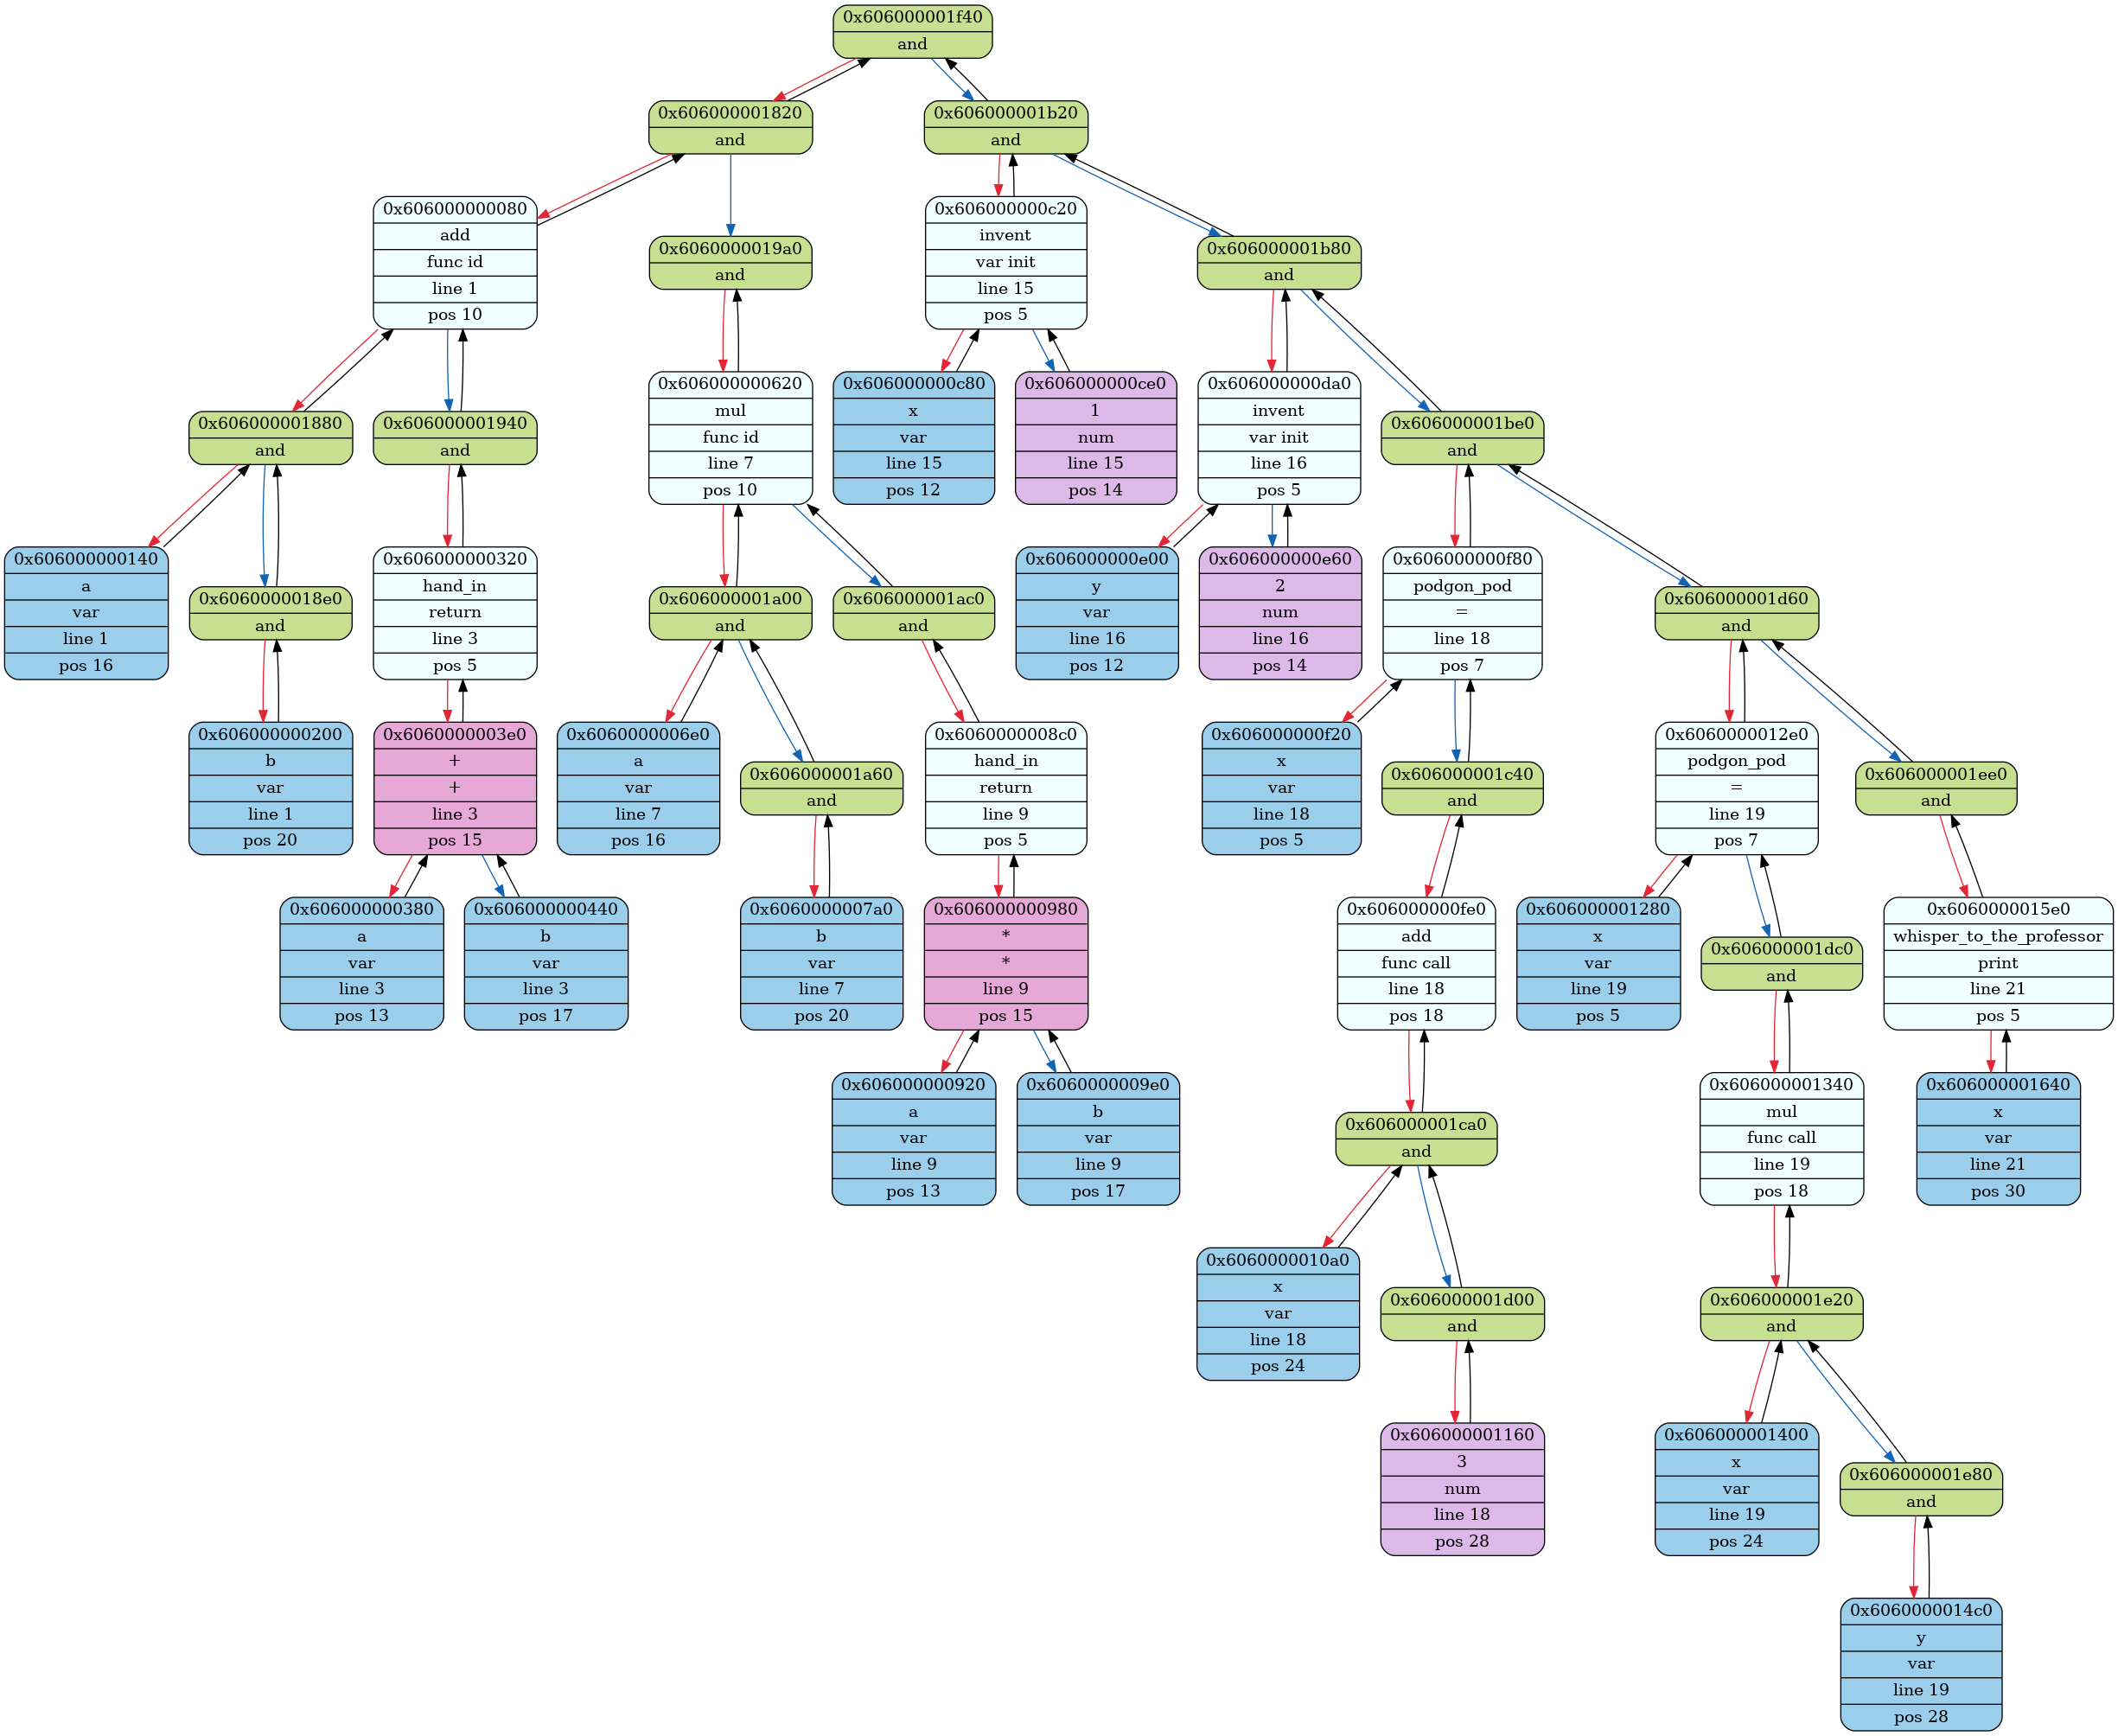 0x606000001f40
and
0x606000001820
and
0x606000001b20
and
0x606000000080
add
func id
line 1
pos 10
0x6060000019a0
and
0x606000000c20
invent
var init
line 15
pos 5
0x606000001b80
and
0x606000001880
and
0x606000001940
and
0x606000000620
mul
func id
line 7
pos 10
0x606000000c80
x
var
line 15
pos 12
0x606000000ce0
1
num
line 15
pos 14
0x606000000da0
invent
var init
line 16
pos 5
0x606000001be0
and
0x606000000140
a
var
line 1
pos 16
0x6060000018e0
and
0x606000000320
hand_in
return
line 3
pos 5
0x606000001a00
and
0x606000001ac0
and
0x606000000e00
y
var
line 16
pos 12
0x606000000e60
2
num
line 16
pos 14
0x606000000f80
podgon_pod
=
line 18
pos 7
0x606000001d60
and
0x606000000200
b
var
line 1
pos 20
0x6060000003e0
+
+
line 3
pos 15
0x6060000006e0
a
var
line 7
pos 16
0x606000001a60
and
0x6060000008c0
hand_in
return
line 9
pos 5
0x606000000f20
x
var
line 18
pos 5
0x606000001c40
and
0x6060000012e0
podgon_pod
=
line 19
pos 7
0x606000001ee0
and
0x606000000380
a
var
line 3
pos 13
0x606000000440
b
var
line 3
pos 17
0x6060000007a0
b
var
line 7
pos 20
0x606000000980
*
*
line 9
pos 15
0x606000000fe0
add
func call
line 18
pos 18
0x606000001280
x
var
line 19
pos 5
0x606000001dc0
and
0x6060000015e0
whisper_to_the_professor
print
line 21
pos 5
0x606000000920
a
var
line 9
pos 13
0x6060000009e0
b
var
line 9
pos 17
0x606000001ca0
and
0x606000001340
mul
func call
line 19
pos 18
0x606000001640
x
var
line 21
pos 30
0x6060000010a0
x
var
line 18
pos 24
0x606000001d00
and
0x606000001e20
and
0x606000001160
3
num
line 18
pos 28
0x606000001400
x
var
line 19
pos 24
0x606000001e80
and
0x6060000014c0
y
var
line 19
pos 28